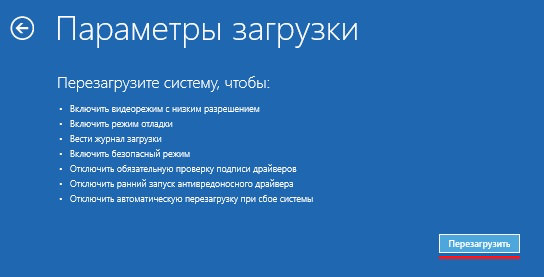 Параметры загрузки
Перезагрузите систему, чтобы:
• Включить видеорежим с низким разрешением
• Включить режим отладки
• Вести журнал загрузки
• Включить безопасный режим
• Отключить обязательную проверку подписи драйверов
• Отключить ранний запуск антивредоносного драйвера
• Отключить автоматическую перезагрузку при сбое системы
Перезагрузить